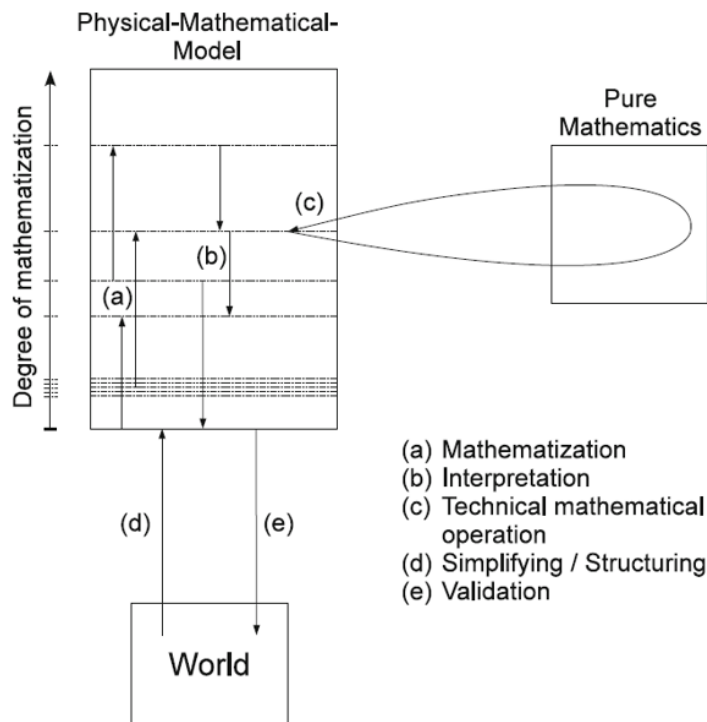 Physical-Mathematical-
Model
Degree of mathematization
Pure
Mathematics
(c)
(b)
(a)
(d)
(e)
World
(a) Mathematization
(b) Interpretation
(c) Technical mathematical
operation
(d) Simplifying / Structuring
(e) Validation